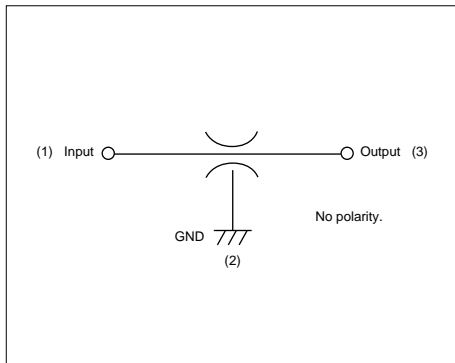 (1) Input Output (3)
No polarity.
GND
(2)